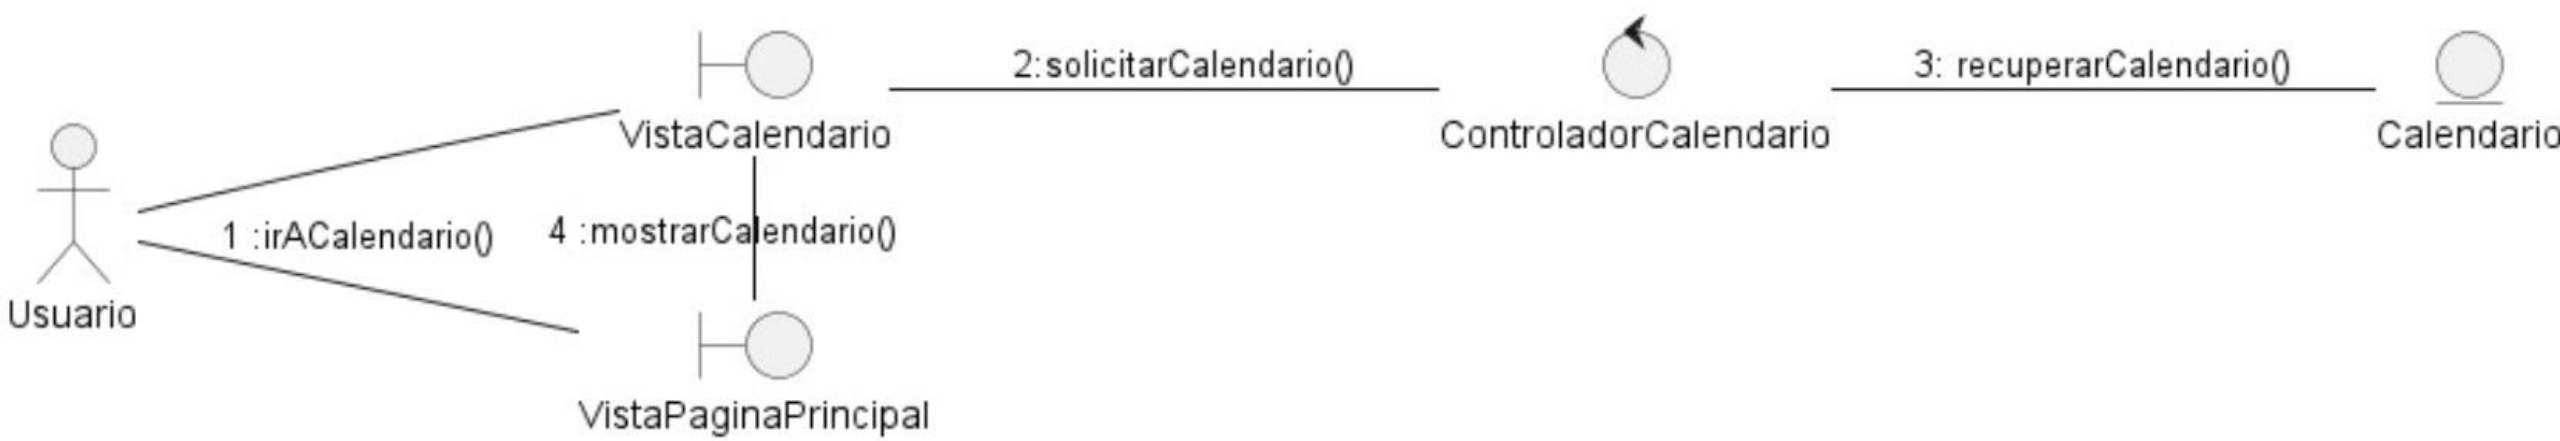 2:solicitarCalendario()
3: recuperarCalendario()
VistaCalendario
ControladorCalendario
Calendario
1 :irACalendario()
4 :mostrarCalendario()
Usuario
VistaPaginaPrincipal